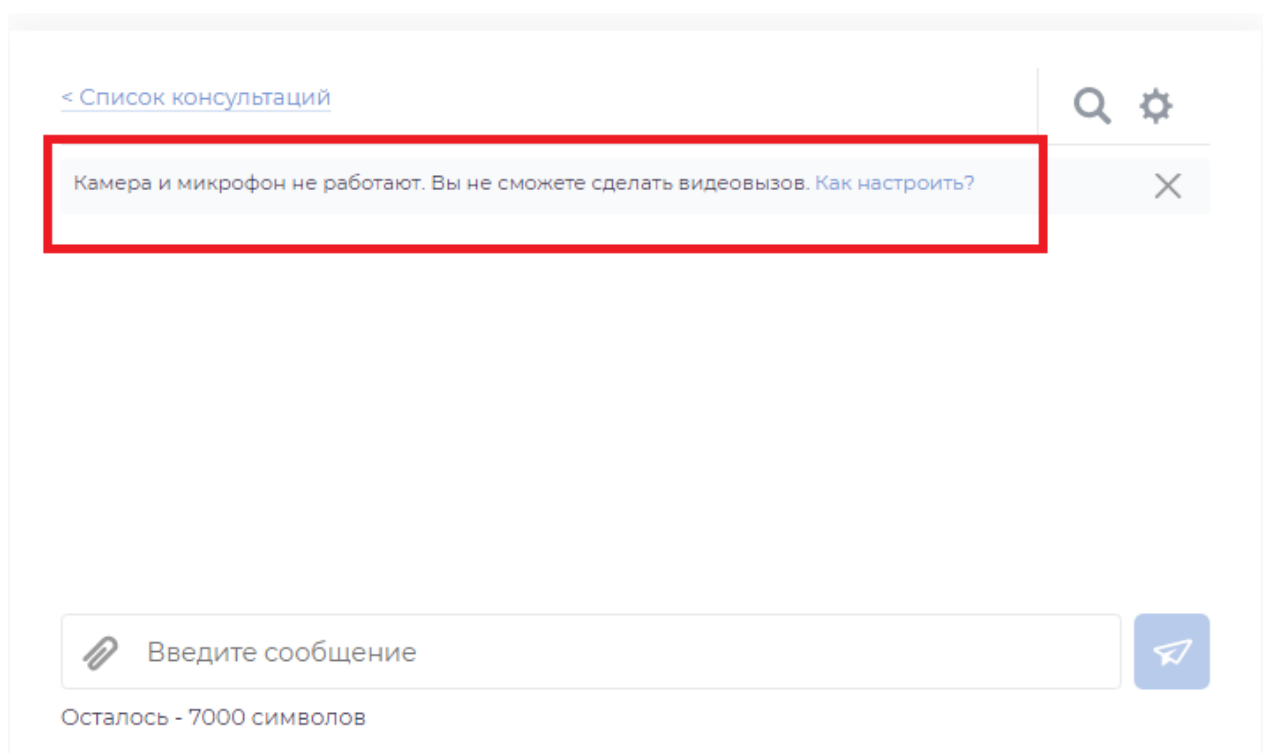 < Список консультаций
Камера и микрофон не работают. Вы не сможете сделать видеовызов. Как настроить?
Введите сообщение
Осталось - 7000 символов